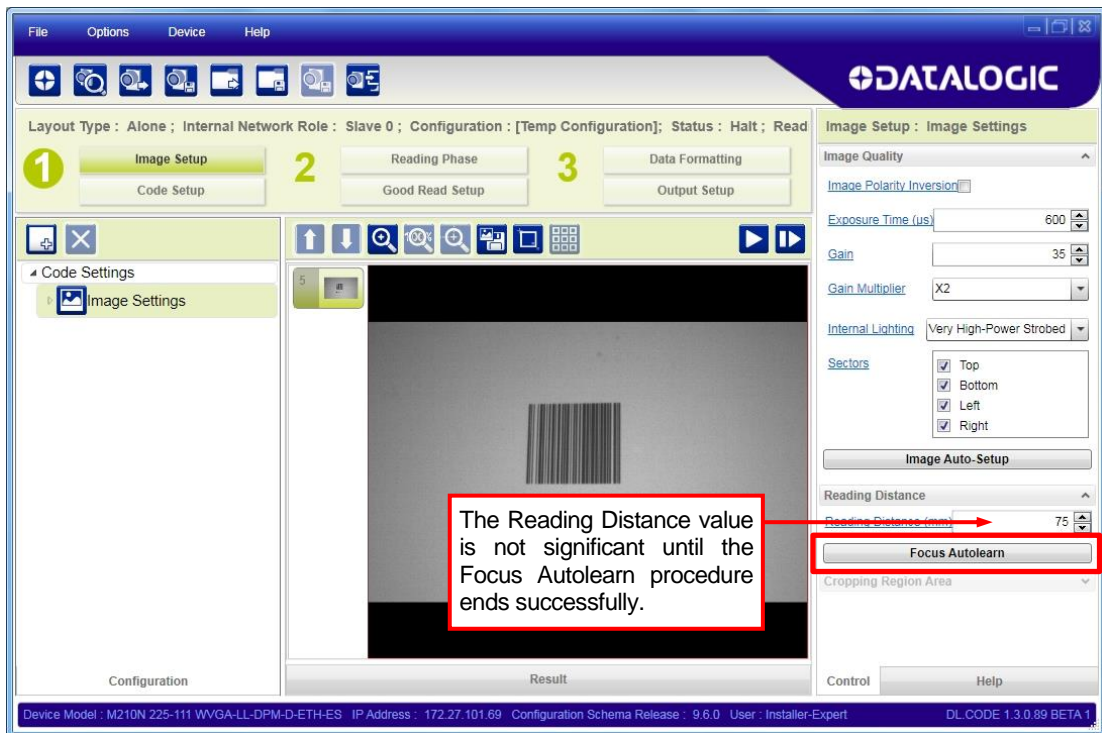 File Options Device Help
DATALOGIC
Layout Type : Alone ; Internal Network Role : Slave 0 ; Configuration : [Temp Configuration]; Status : Halt ; Read
1 Image Setup 2 Reading Phase 3 Data Formatting
Code Setup Good Read Setup Output Setup
Code Settings
Image Settings
100%
5
The Reading Distance value
is not significant until the
Focus Autolearn procedure
ends successfully.
Configuration
Result
Image Setup : Image Settings
Image Quality
Image Polarity Inversion
Exposure Time (us) 600
Gain 35
Gain Multiplier X2
Internal Lighting Very High-Power Strobed
Sectors Top
Bottom
Left
Right
Image Auto-Setup
Reading Distance
Reading Distance (mm) 75
Focus Autolearn
Cropping Region Area
Control Help
Device Model : M210N 225-111 WVGA-LL-DPM-D-ETH-ES IP Address : 172.27.101.69 Configuration Schema Release : 9.6.0 User : Installer-Expert DL.CODE 1.3.0.89 BETA 1